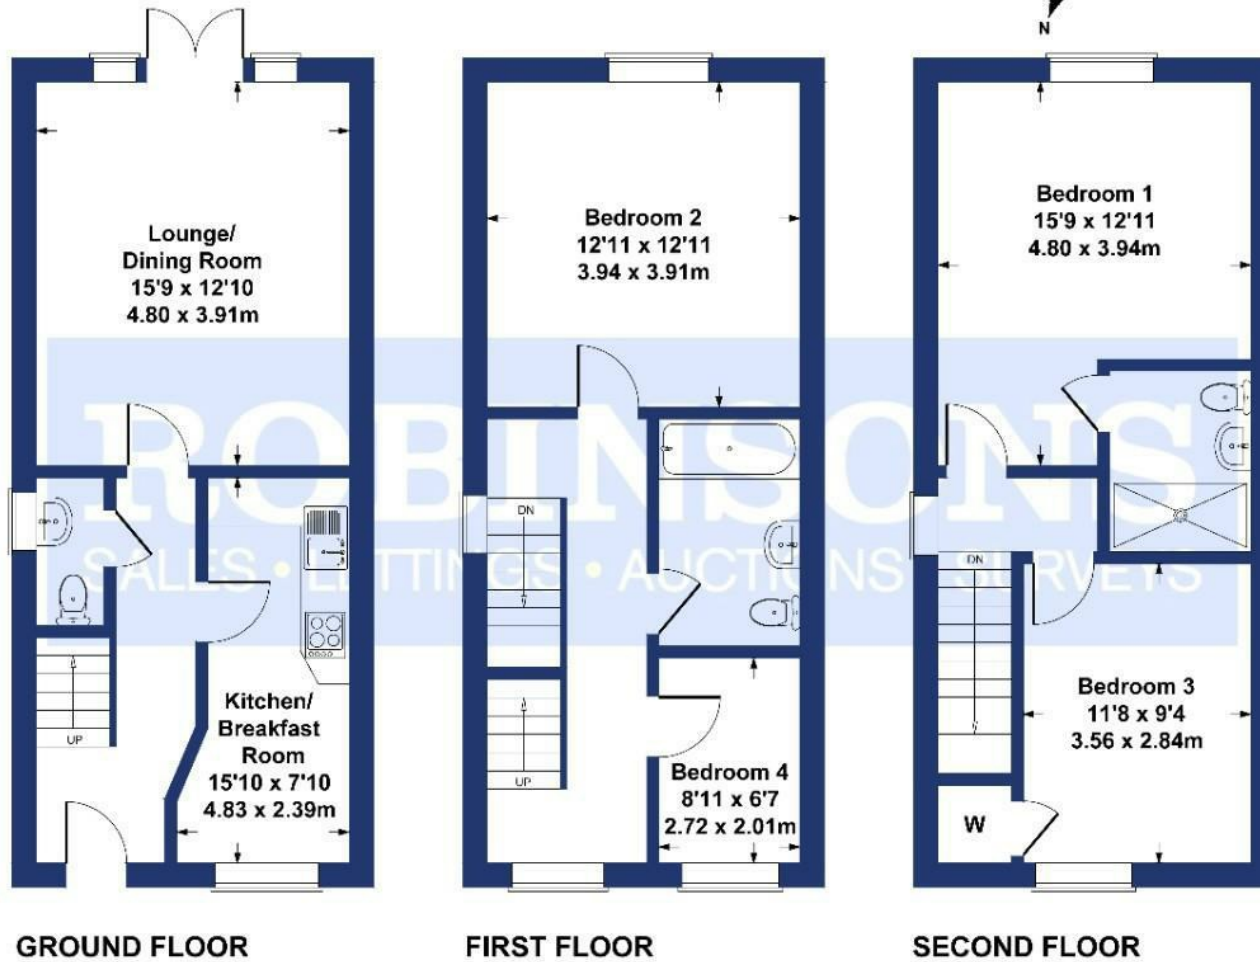 N
Lounge/
Dining Room
15'9 x 12'10
4.80 x 3.91m
Kitchen/
Breakfast
Room
15'10 x 7'10
4.83 x 2.39m
UP
GROUND FLOOR
Bedroom 2
12'11 x 12'11
3.94 x 3.91m
DN
UP
Bedroom 4
8'11 x 6'7
2.72 x 2.01m
FIRST FLOOR
Bedroom 1
15'9 x 12'11
4.80 x 3.94m
DN
Bedroom 3
11'8 x 9'4
3.56 x 2.84m
W
SECOND FLOOR
ROBINSONS
SALES • LETTINGS • AUCTIONS • SURVEYS